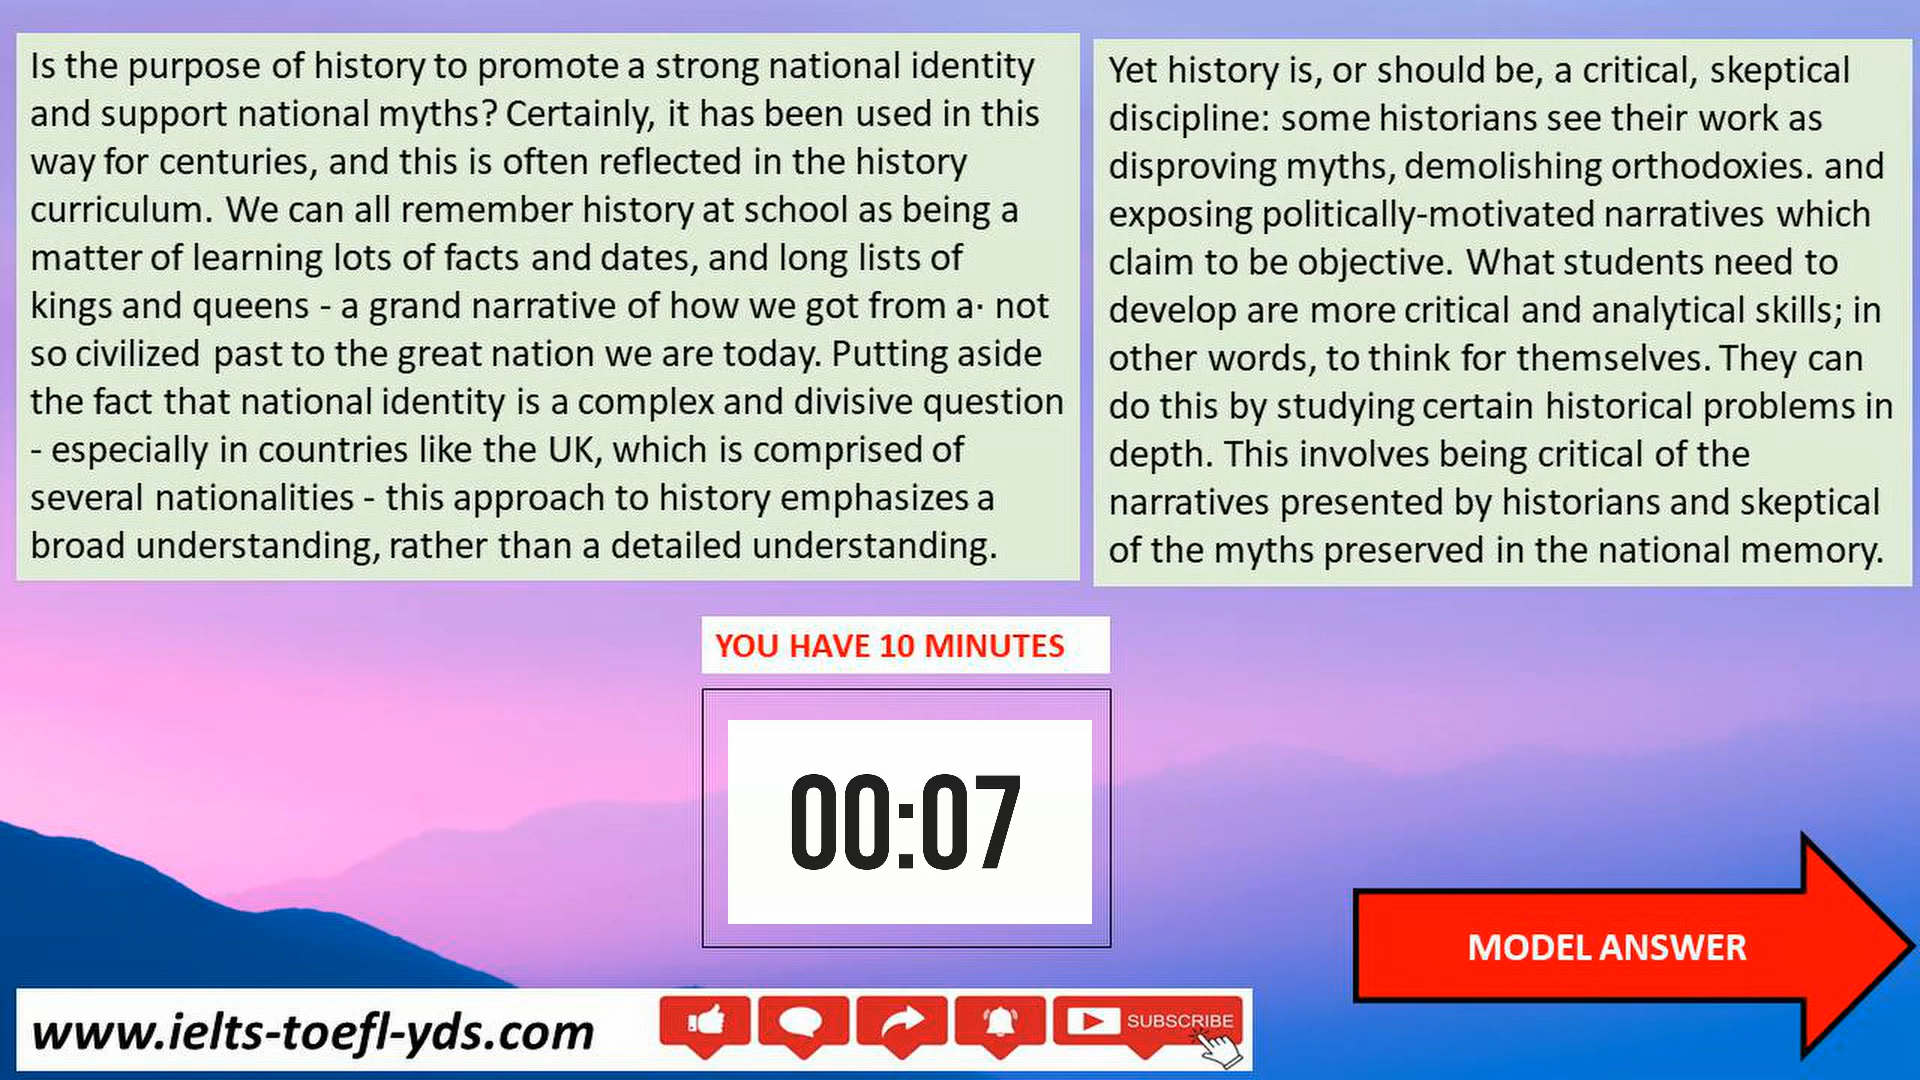 Is the purpose of history to promote a strong national identity
and support national myths? Certainly, it has been used in this
way for centuries, and this is often reflected in the history
curriculum. We can all remember history at school as being a
matter of learning lots of facts and dates, and long lists of
kings and queens - a grand narrative of how we got from a· not
so civilized past to the great nation we are today. Putting aside
the fact that national identity is a complex and divisive question
- especially in countries like the UK, which is comprised of
several nationalities - this approach to history emphasizes a
broad understanding, rather than a detailed understanding.
Yet history is, or should be, a critical, skeptical
discipline: some historians see their work as
disproving myths, demolishing orthodoxies. and
exposing politically-motivated narratives which
claim to be objective. What students need to
develop are more critical and analytical skills; in
other words, to think for themselves. They can
do this by studying certain historical problems in
depth. This involves being critical of the
narratives presented by historians and skeptical
of the myths preserved in the national memory.
YOU HAVE 10 MINUTES
00:07
MODEL ANSWER
www.ielts-toefl-yds.com
SUBSCRIBE